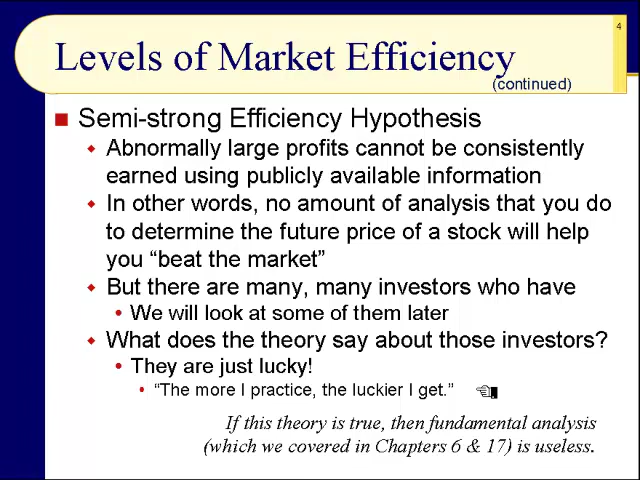 4
Levels of Market Efficiency
(continued)
Semi-strong Efficiency Hypothesis
Abnormally large profits cannot be consistently
earned using publicly available information
In other words, no amount of analysis that you do
to determine the future price of a stock will help
you “beat the market”
But there are many, many investors who have
We will look at some of them later
What does the theory say about those investors?
They are just lucky!
“The more I practice, the luckier I get.”
If this theory is true, then fundamental analysis
(which we covered in Chapters 6 & 17) is useless.